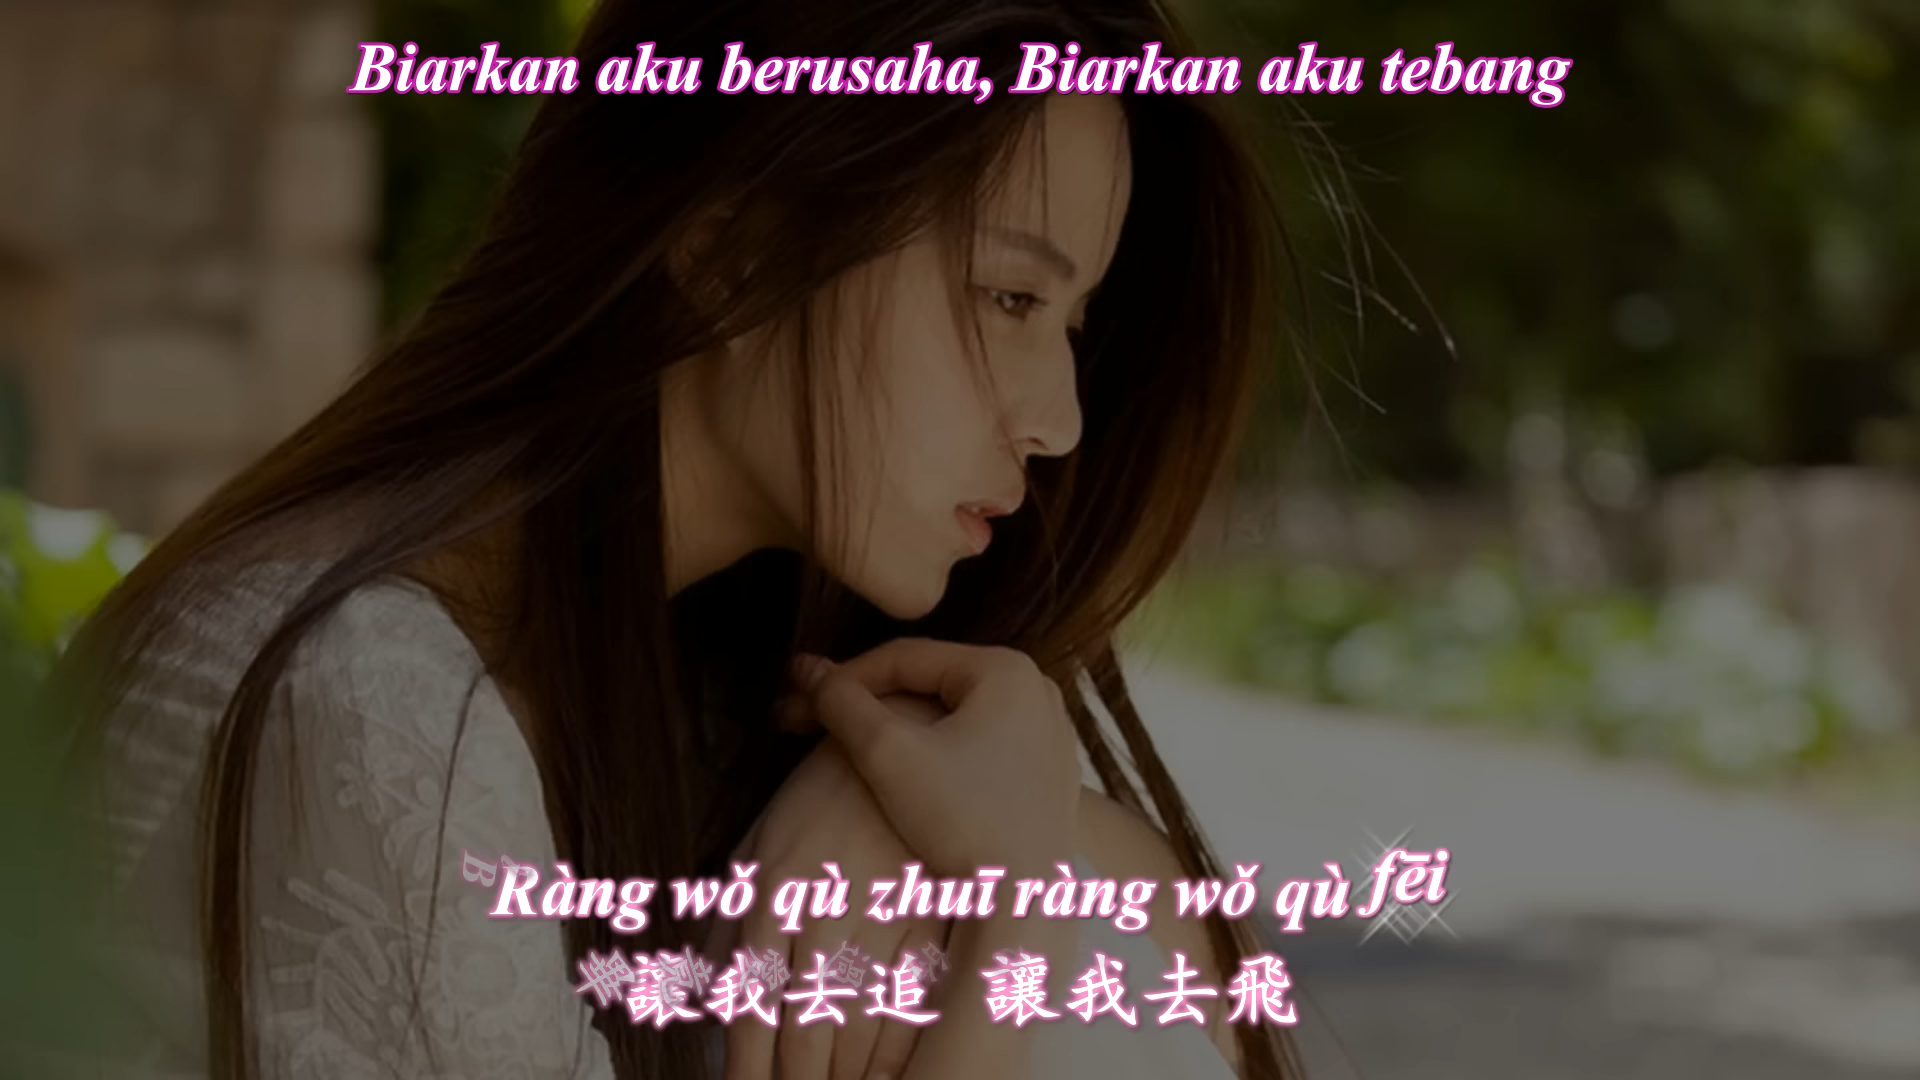 Biarkan aku berusaha, Biarkan aku tebang
Ràng wǒ qù zhuī ràng wǒ qù fēi
讓我去追 讓我去飛